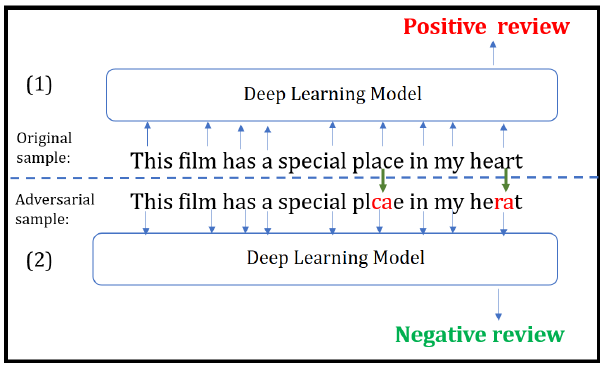 Positive review
(1)
Deep Learning Model
Original
sample:
This film has a special place in my heart
Adversarial
sample:
This film has a special plcae in my herat
(2)
Deep Learning Model
Negative review